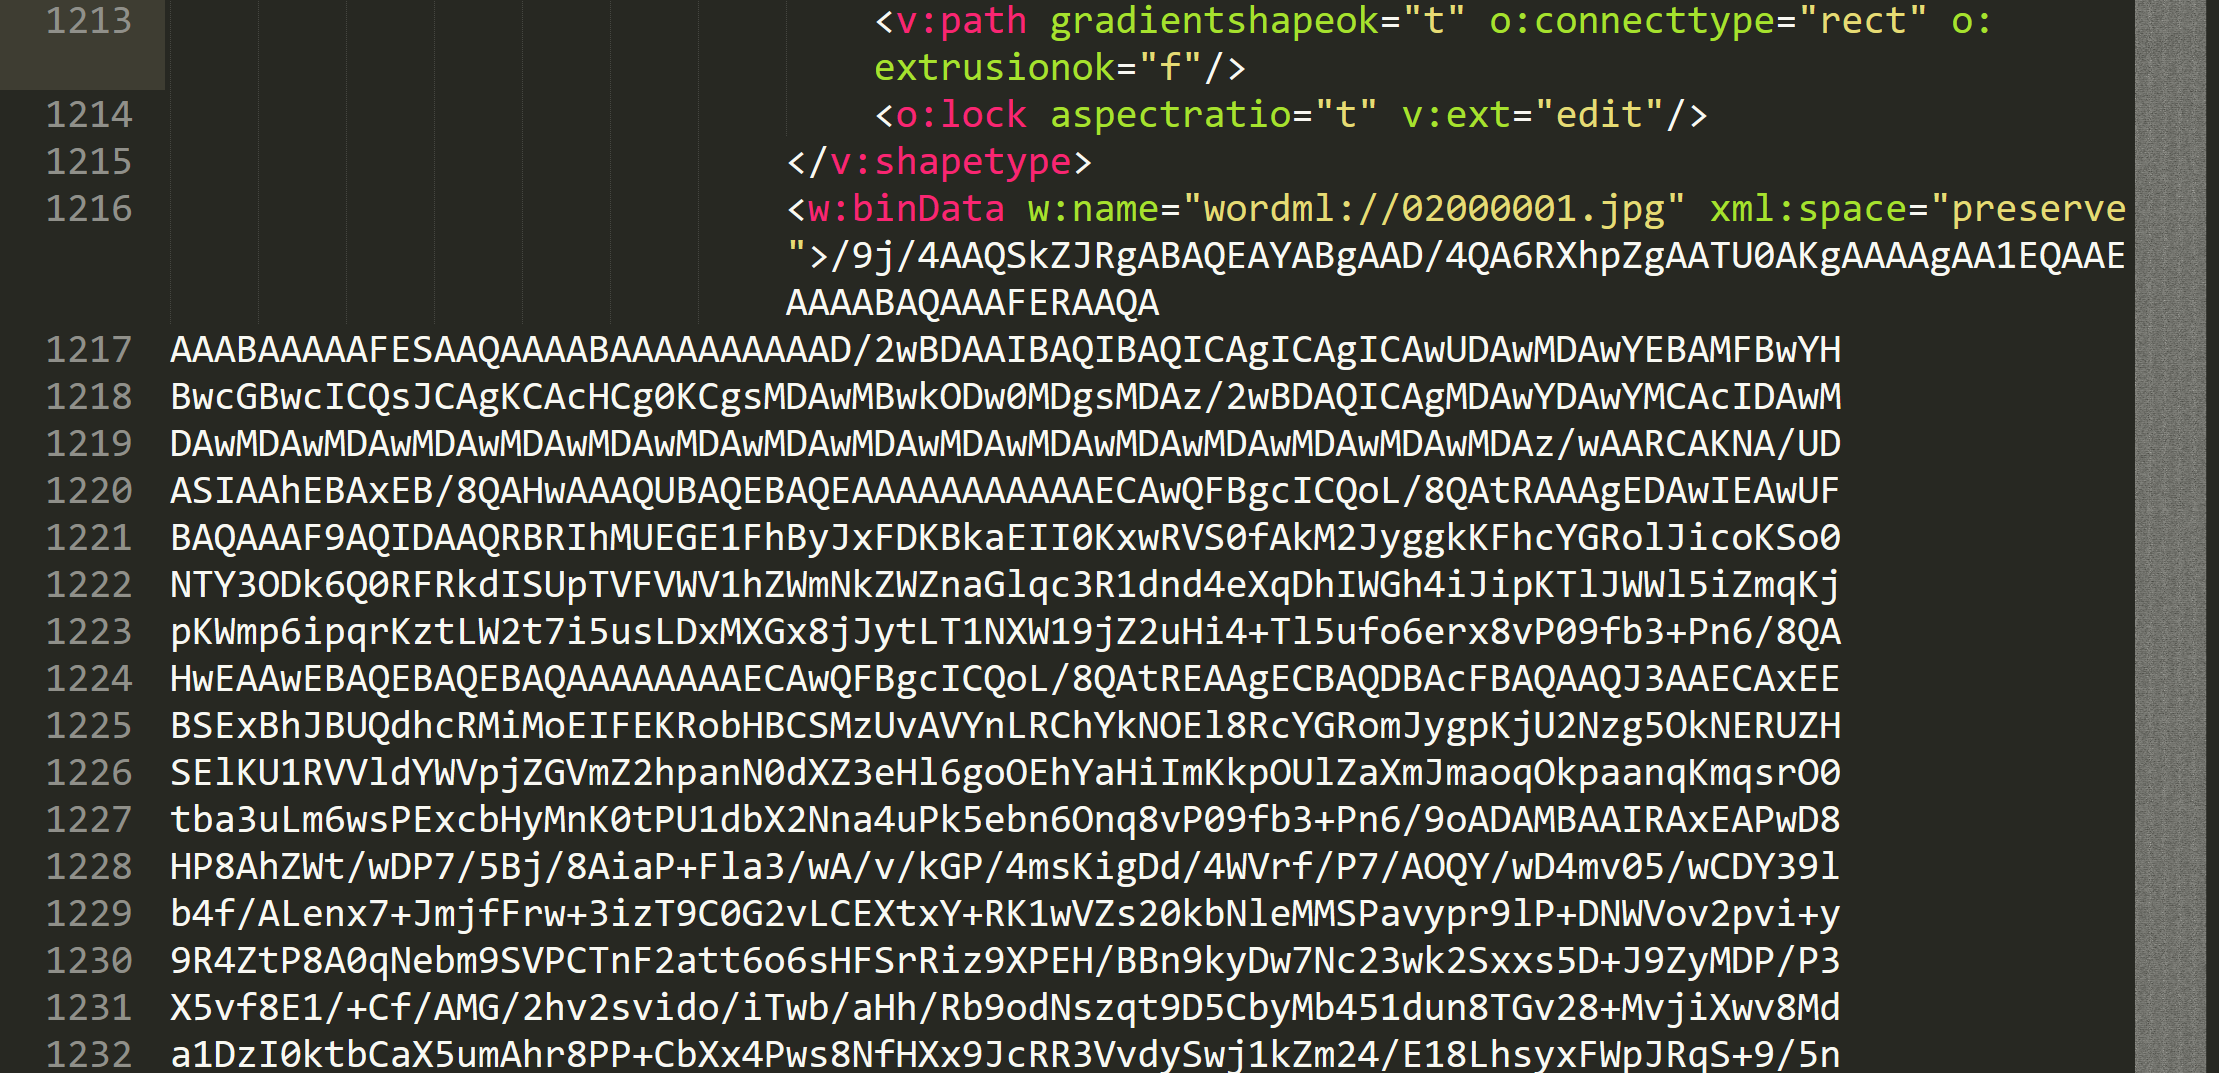 1213 <v:path gradientshapeok="t" o:connecttype="rect" o:
extrusionok="f"/>
1214 <o:lock aspectratio="t" v:ext="edit"/>
1215 </v:shapetype>
1216 <w:binData w:name="wordml://02000001.jpg" xml:space="preserve
">/9j/4AAQSkZJRgABAQEAYABgAAD/4QA6RXhpZgAATU0AKgAAAAgAA1EQAAE
AAAABAQAAAFERAAQA
1217 AAABAAAAAFESAAQAAAABAAAAAAAAAAD/2wBDAAIBAQIBAQICAgICAgICAwUDAwMDAwYEBAMFBwYH
1218 BwcGBwcICQsJCAgKCAcHCg0KCgsMDAwMBwkODw0MDgsMDAz/2wBDAQICAgMDAwYDAwYMCAcIDAwM
1219 DAwMDAwMDAwMDAwMDAwMDAwMDAwMDAwMDAwMDAwMDAwMDAwMDAwMDAwMDAwMDAz/wAARCAKNA/UD
1220 ASIAAhEBAxEB/8QAHwAAAQUBAQEBAQEAAAAAAAAAAAECAwQFBgcICQoL/8QAtRAAAgEDAwIEAwUF
1221 BAQAAAF9AQIDAAQRBRIhMUEGE1FhByJxFDKBkaEII0KxwRVS0fAkM2JyggkKFhcYGRolJicoKSo0
1222 NTY3ODk6Q0RFRkdISUpTVFVWV1hZWmNkZWZnaGlqc3R1dnd4eXqDhIWGh4iJipKTlJWWl5iZmqKj
1223 pKWmp6ipqrKztLW2t7i5usLDxMXGx8jJytLT1NXW19jZ2uHi4+Tl5ufo6erx8vP09fb3+Pn6/8QA
1224 HwEAAwEBAQEBAQEBAQAAAAAAAAECAwQFBgcICQoL/8QAtREAAgECBAQDBAcFBAQAAQJ3AAECAxEE
1225 BSExBhJBUQdhcRMiMoEIFEKRobHBCSMzUvAVYnLRChYkNOEl8RcYGRomJygpKjU2Nzg5OkNERUZH
1226 SElKU1RVVldYWVpjZGVmZ2hpanN0dXZ3eHl6goOEhYaHiImKkpOUlZaXmJmaoqOkpaanqKmqsrO0
1227 tba3uLm6wsPExcbHyMnK0tPU1dbX2Nna4uPk5ebn6Onq8vP09fb3+Pn6/9oADAMBAAIRAxEAPwD8
1228 HP8AhZWt/wDP7/5Bj/8AiaP+Fla3/wA/v/kGP/4msKigDd/4WVrf/P7/AOQY/wD4mv05/wCDY39l
1229 b4f/ALenx7+JmjfFrw+3izT9C0G2vLCEXtxY+RK1wVZs20kbNleMMSPavypr9lP+DNWVov2pvi+y
1230 9R4ZtP8A0qNebm9SVPCTnF2att6o6sHFSrRiz9XPEH/BBn9kyDw7Nc23wk2Sxxs5D+J9ZyMDP/P3
1231 X5vf8E1/+Cf/AMG/2hv2svido/iTwb/aHh/Rb9odNszqt9D5CbyMb451dun8TGv28+MvjiXwv8Md
1232 a1DzI0ktbCaX5umAhr8PP+CbXx4Pws8NfHXx9JcRR3VvdySwj1kZm24/E18LhsyxFWpJRqS+9/5n